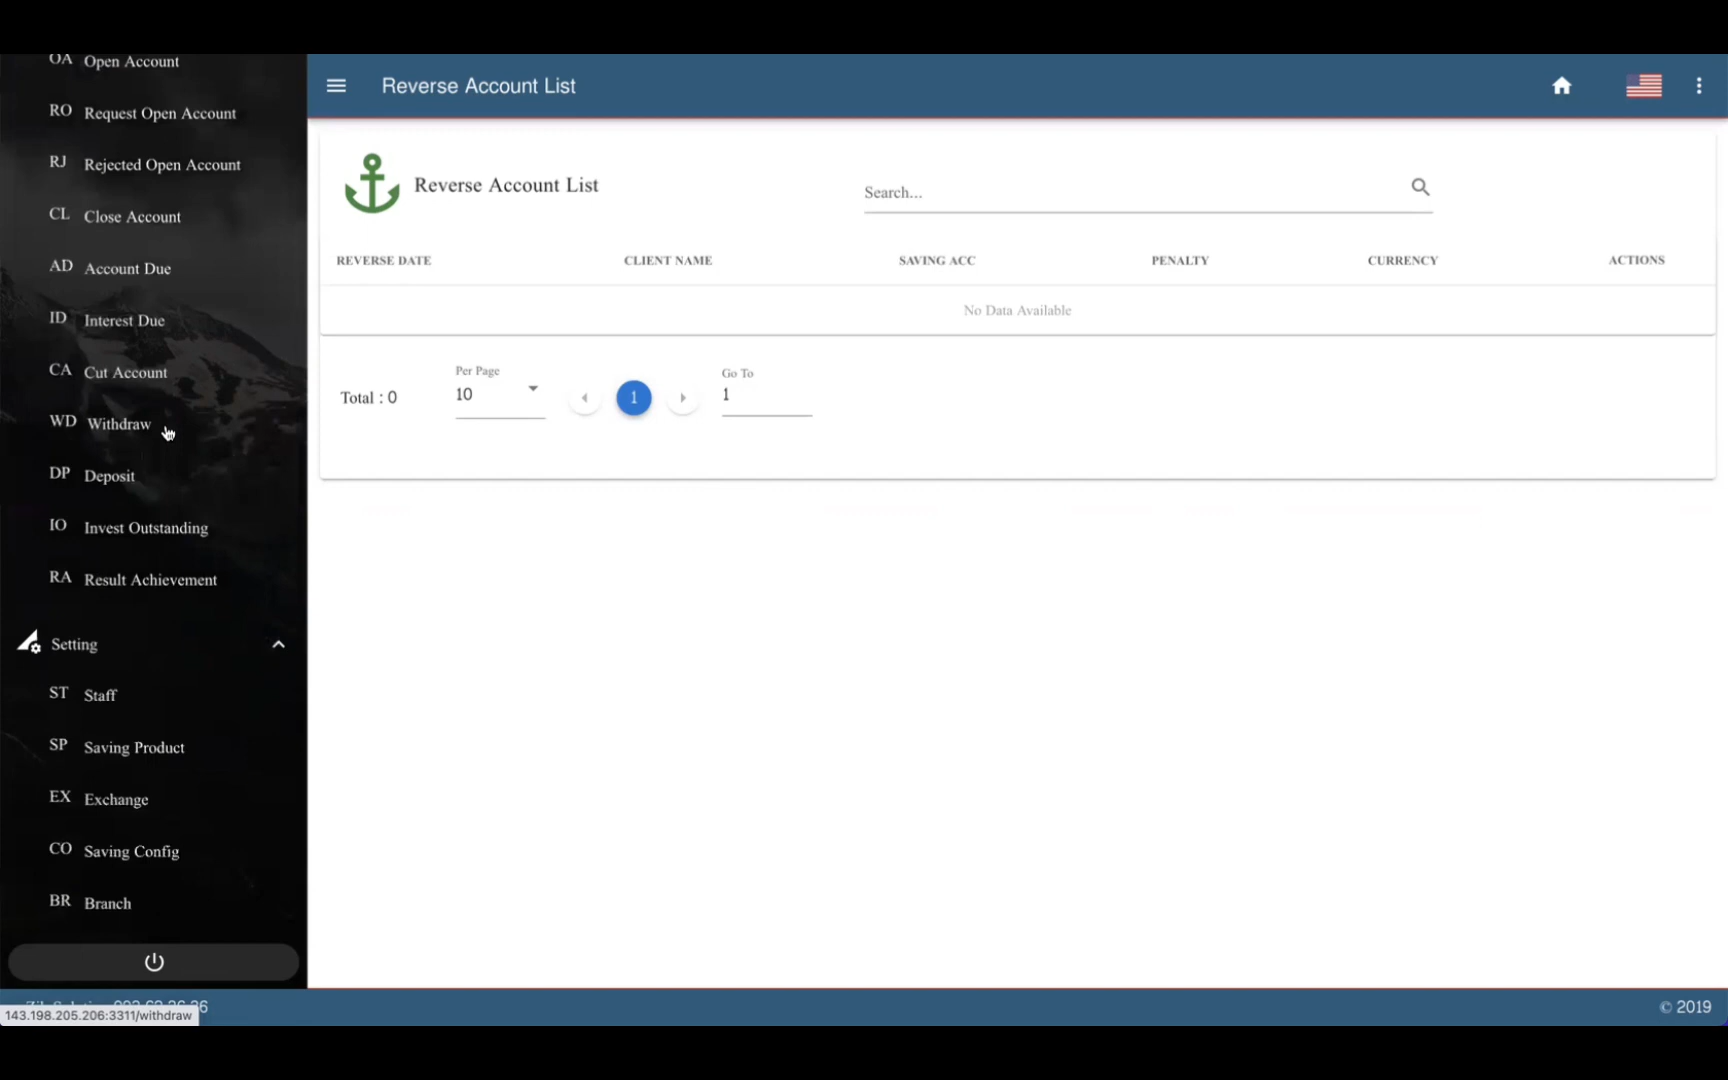 OA Open Account
RO Request Open Account
RJ Rejected Open Account
CL Close Account
AD Account Due
ID Interest Due
CA Cut Account
WD Withdraw
DP Deposit
IO Invest Outstanding
RA Result Achievement
Setting
ST Staff
SP Saving Product
EX Exchange
CO Saving Config
BR Branch
Reverse Account List
Reverse Account List
Search...
REVERSE DATE CLIENT NAME SAVING ACC PENALTY CURRENCY ACTIONS
No Data Available
Total : 0
Per Page
10
1
Go To
1
143.198.205.206:3311/withdraw
© 2019